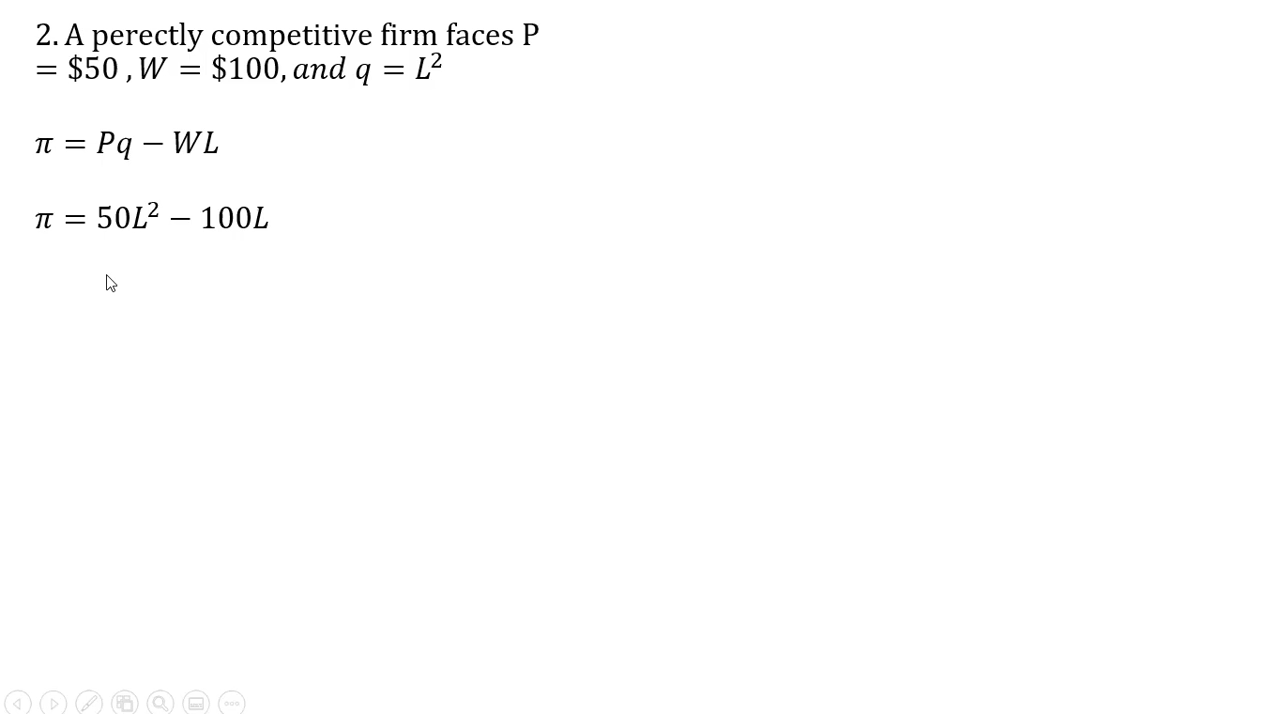 2. A perectly competitive firm faces P
= $50 , W = $100, and q = L²
π = Pq − WL
π = 50L² − 100L